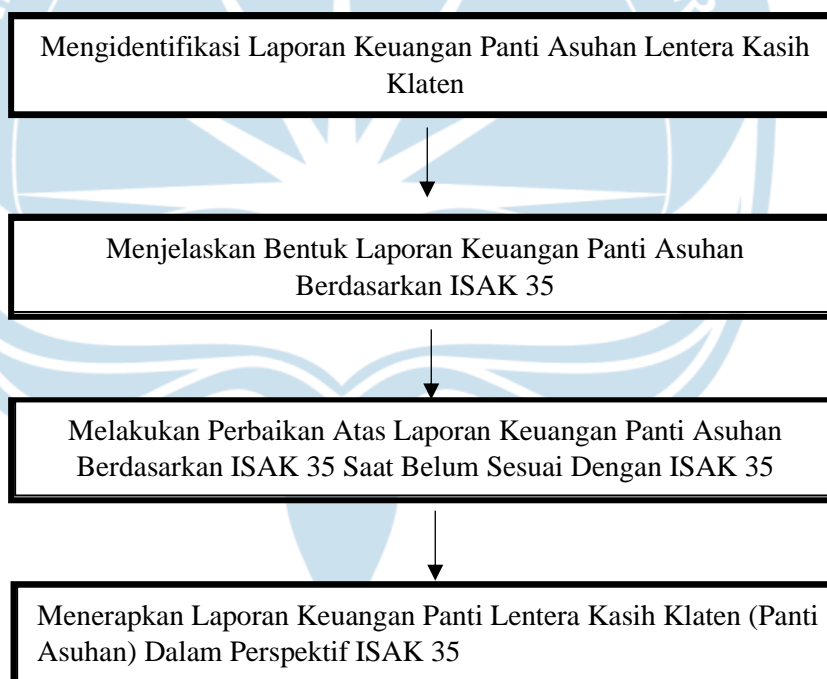 Mengidentifikasi Laporan Keuangan Panti Asuhan Lentera Kasih
Klaten
Menjelaskan Bentuk Laporan Keuangan Panti Asuhan
Berdasarkan ISAK 35
Melakukan Perbaikan Atas Laporan Keuangan Panti Asuhan
Berdasarkan ISAK 35 Saat Belum Sesuai Dengan ISAK 35
Menerapkan Laporan Keuangan Panti Lentera Kasih Klaten (Panti
Asuhan) Dalam Perspektif ISAK 35